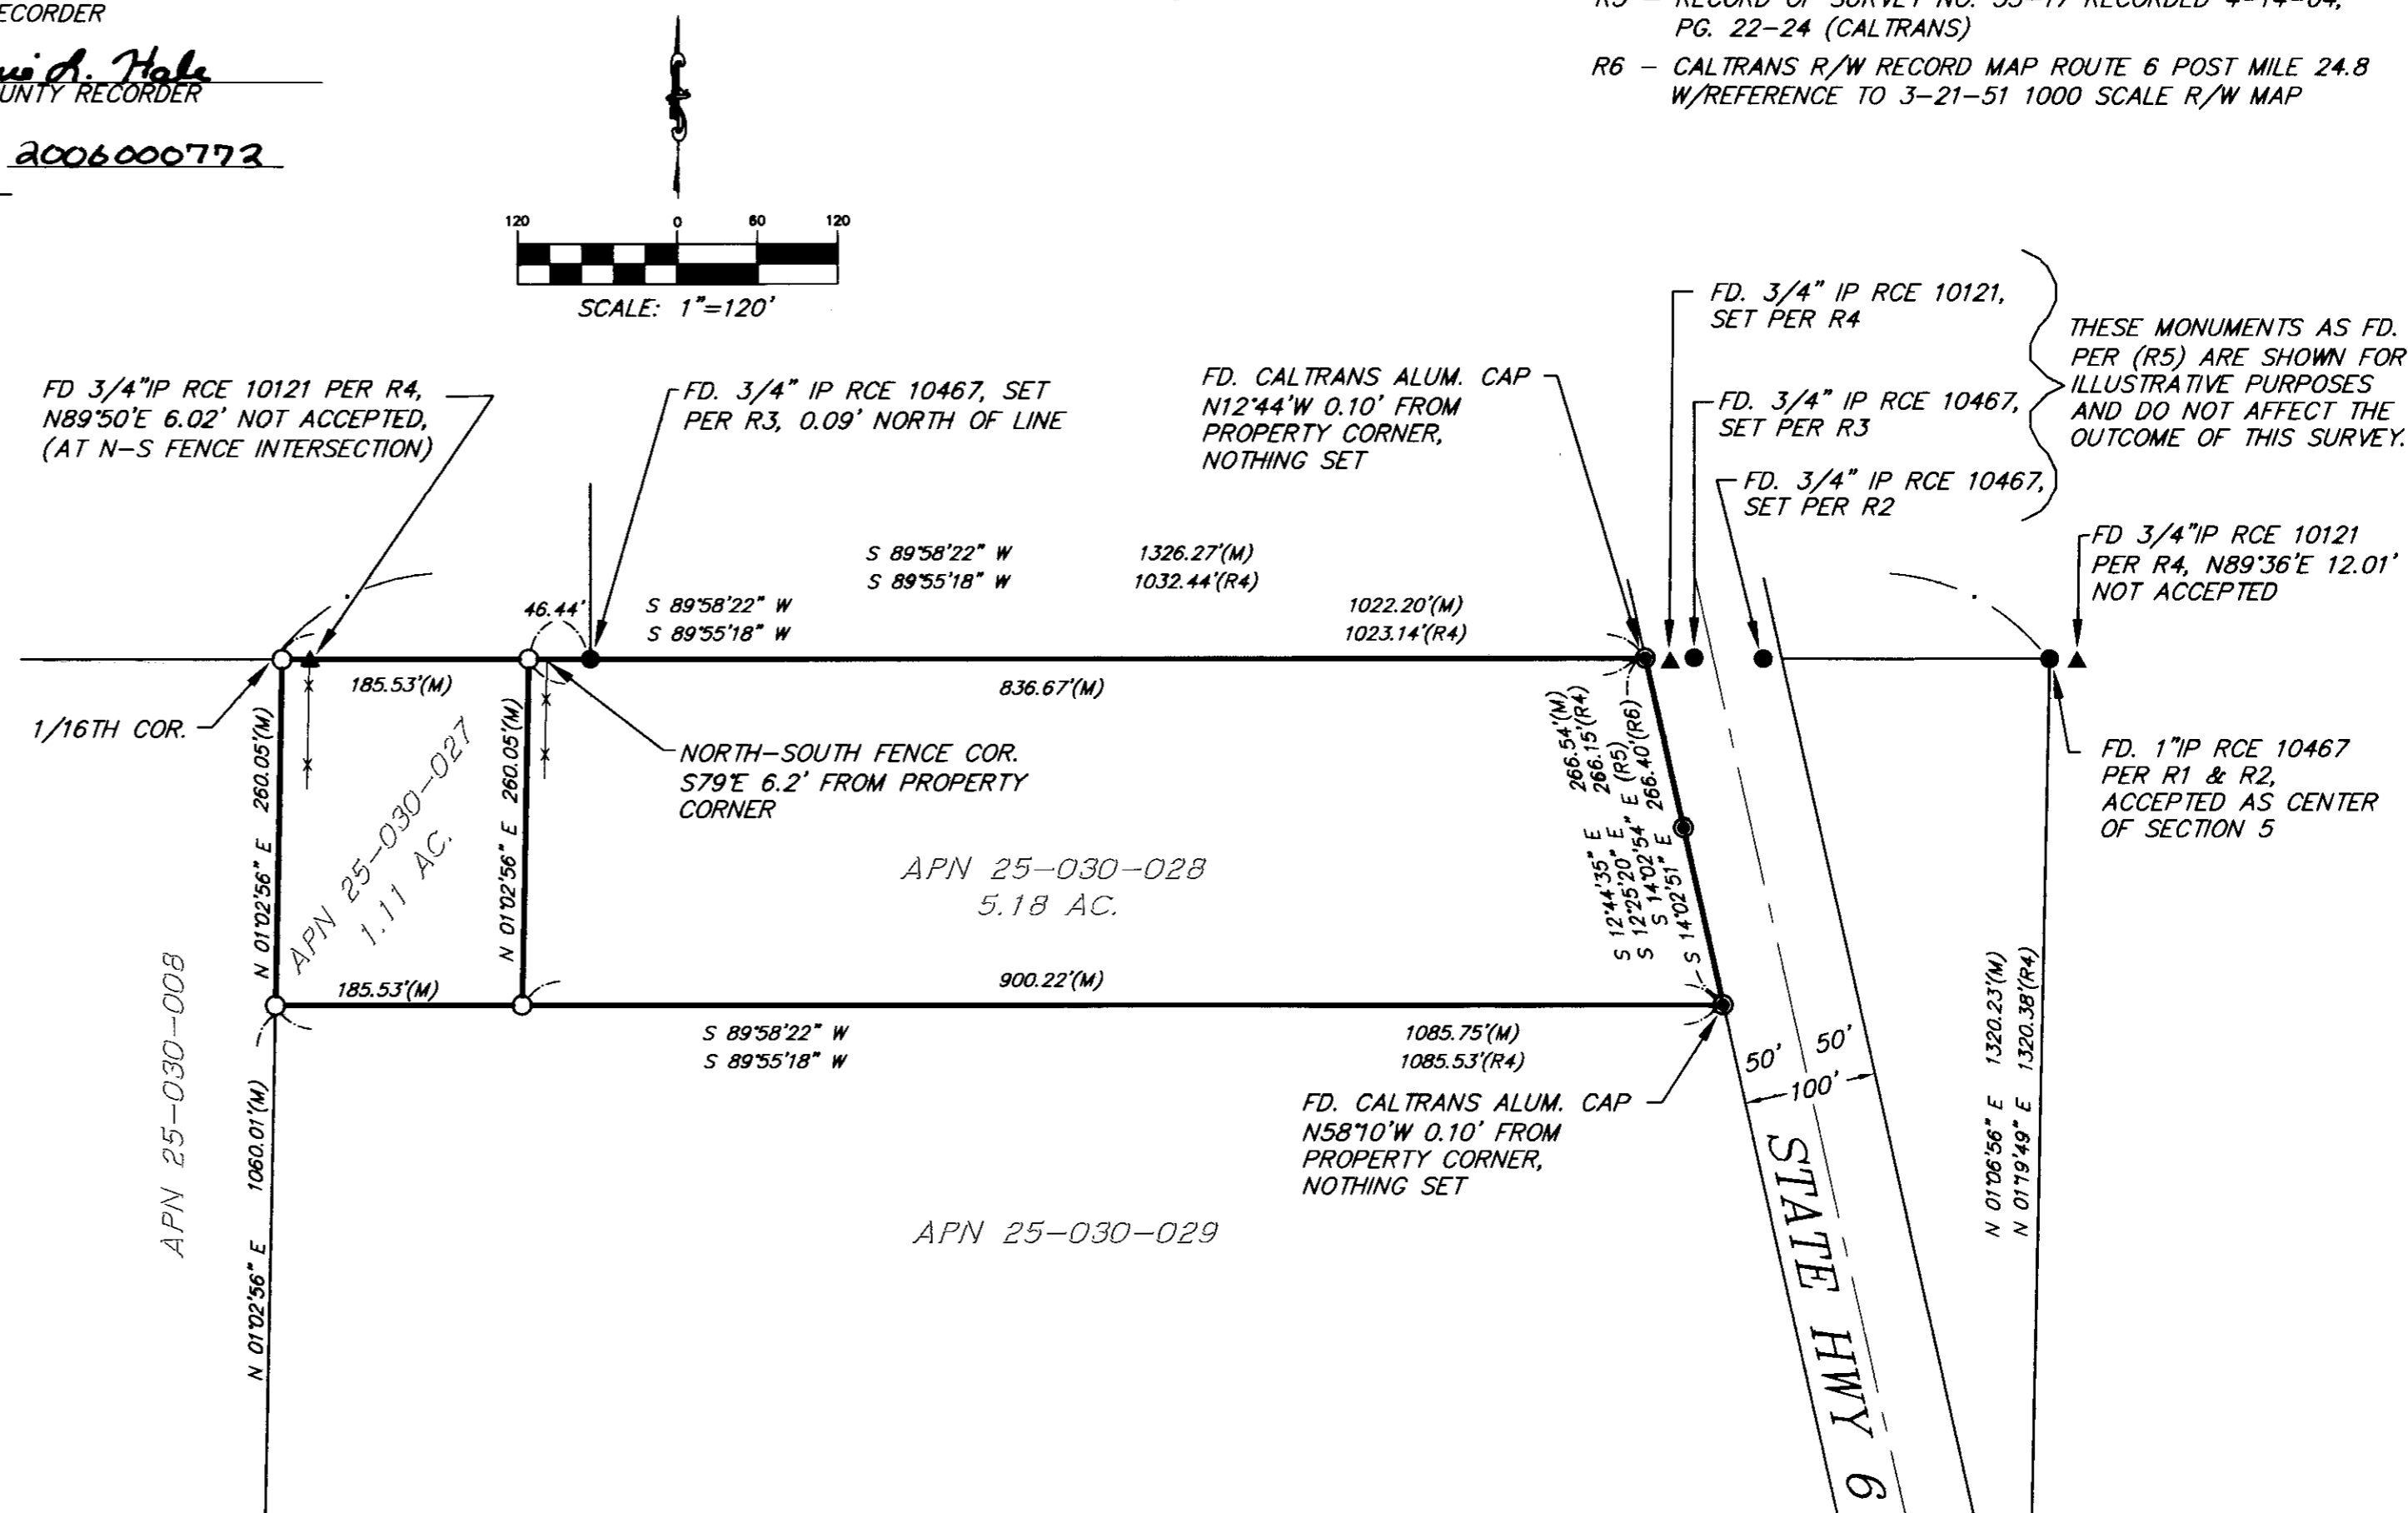 RECORDER
L. Hale
UNTY RECORDER
2006000772
R5 – RECORD OF SURVEY NO. 35-17 RECORDED 4-14-04,
PG. 22-24 (CALTRANS)
R6 – CALTRANS R/W RECORD MAP ROUTE 6 POST MILE 24.8
W/REFERENCE TO 3-21-51 1000 SCALE R/W MAP
120 0 60 120
SCALE: 1"=120'
FD 3/4"IP RCE 10121 PER R4,
N89°50'E 6.02' NOT ACCEPTED,
(AT N-S FENCE INTERSECTION)
FD. 3/4" IP RCE 10467, SET
PER R3, 0.09' NORTH OF LINE
FD. CALTRANS ALUM. CAP
N12°44'W 0.10' FROM
PROPERTY CORNER,
NOTHING SET
FD. 3/4" IP RCE 10121,
SET PER R4
FD. 3/4" IP RCE 10467,
SET PER R3
FD. 3/4" IP RCE 10467,
SET PER R2
THESE MONUMENTS AS FD.
PER (R5) ARE SHOWN FOR
ILLUSTRATIVE PURPOSES
AND DO NOT AFFECT THE
OUTCOME OF THIS SURVEY.
FD 3/4"IP RCE 10121
PER R4, N89°36'E 12.01'
NOT ACCEPTED
S 89°58'22" W 1326.27'(M)
S 89°55'18" W 1032.44'(R4)
46.44'
S 89°58'22" W 1022.20'(M)
S 89°55'18" W 1023.14'(R4)
185.53'(M)
836.67'(M)
1/16TH COR.
NORTH-SOUTH FENCE COR.
S79°E 6.2' FROM PROPERTY
CORNER
FD. 1"IP RCE 10467
PER R1 & R2,
ACCEPTED AS CENTER
OF SECTION 5
N 01°02'56" E 260.05'(M)
APN 25-030-027
1.11 AC.
N 01°02'56" E 260.05'(M)
APN 25-030-028
5.18 AC.
S 12°44'35" E 266.54'(M)
S 12°25'20" E 266.15'(R4)
S 14°02'54" E (R5)
S 14°02'51" E 266.40'(R6)
185.53'(M)
900.22'(M)
S 89°58'22" W 1085.75'(M)
S 89°55'18" W 1085.53'(R4)
FD. CALTRANS ALUM. CAP
N58°10'W 0.10' FROM
PROPERTY CORNER,
NOTHING SET
APN 25-030-008
N 01°02'56" E 1060.01'(M)
APN 25-030-029
50' 50'
100'
STATE HWY 6
N 01°06'56" E 1320.23'(M)
N 01°19'49" E 1320.38'(R4)